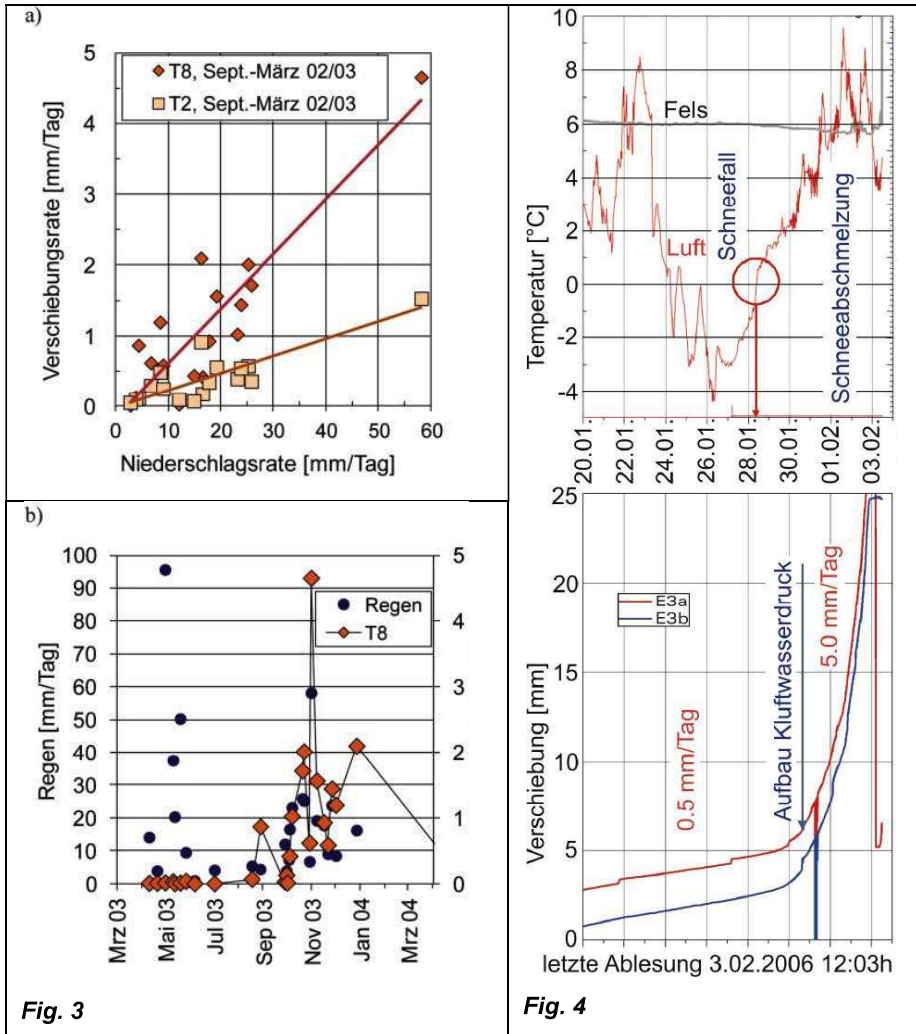 a)
5
4
3
2
1
0
Verschiebungsrate [mm/Tag]
T8, Sept.-März 02/03
T2, Sept.-März 02/03
0 10 20 30 40 50 60
Niederschlagsrate [mm/Tag]
b)
100
90
80
70
60
50
40
30
20
10
0
Regen [mm/Tag]
Regen
T8
5
4
3
2
1
0
Mrz 03
Mai 03
Jul 03
Sep 03
Nov 03
Jan 04
Mrz 04
Fig. 3
10
8
6
4
2
0
-2
-4
Temperatur [°C]
Fels
Luft
Schneefall
Schneeabschmelzung
20.01
22.01
24.01
26.01
28.01
30.01
01.02
03.02
25
20
15
10
5
0
Verschiebung [mm]
E3a
E3b
0.5 mm/Tag
Aufbau Kluftwasserdruck
5.0 mm/Tag
letzte Ablesung 3.02.2006 12:03h
Fig. 4